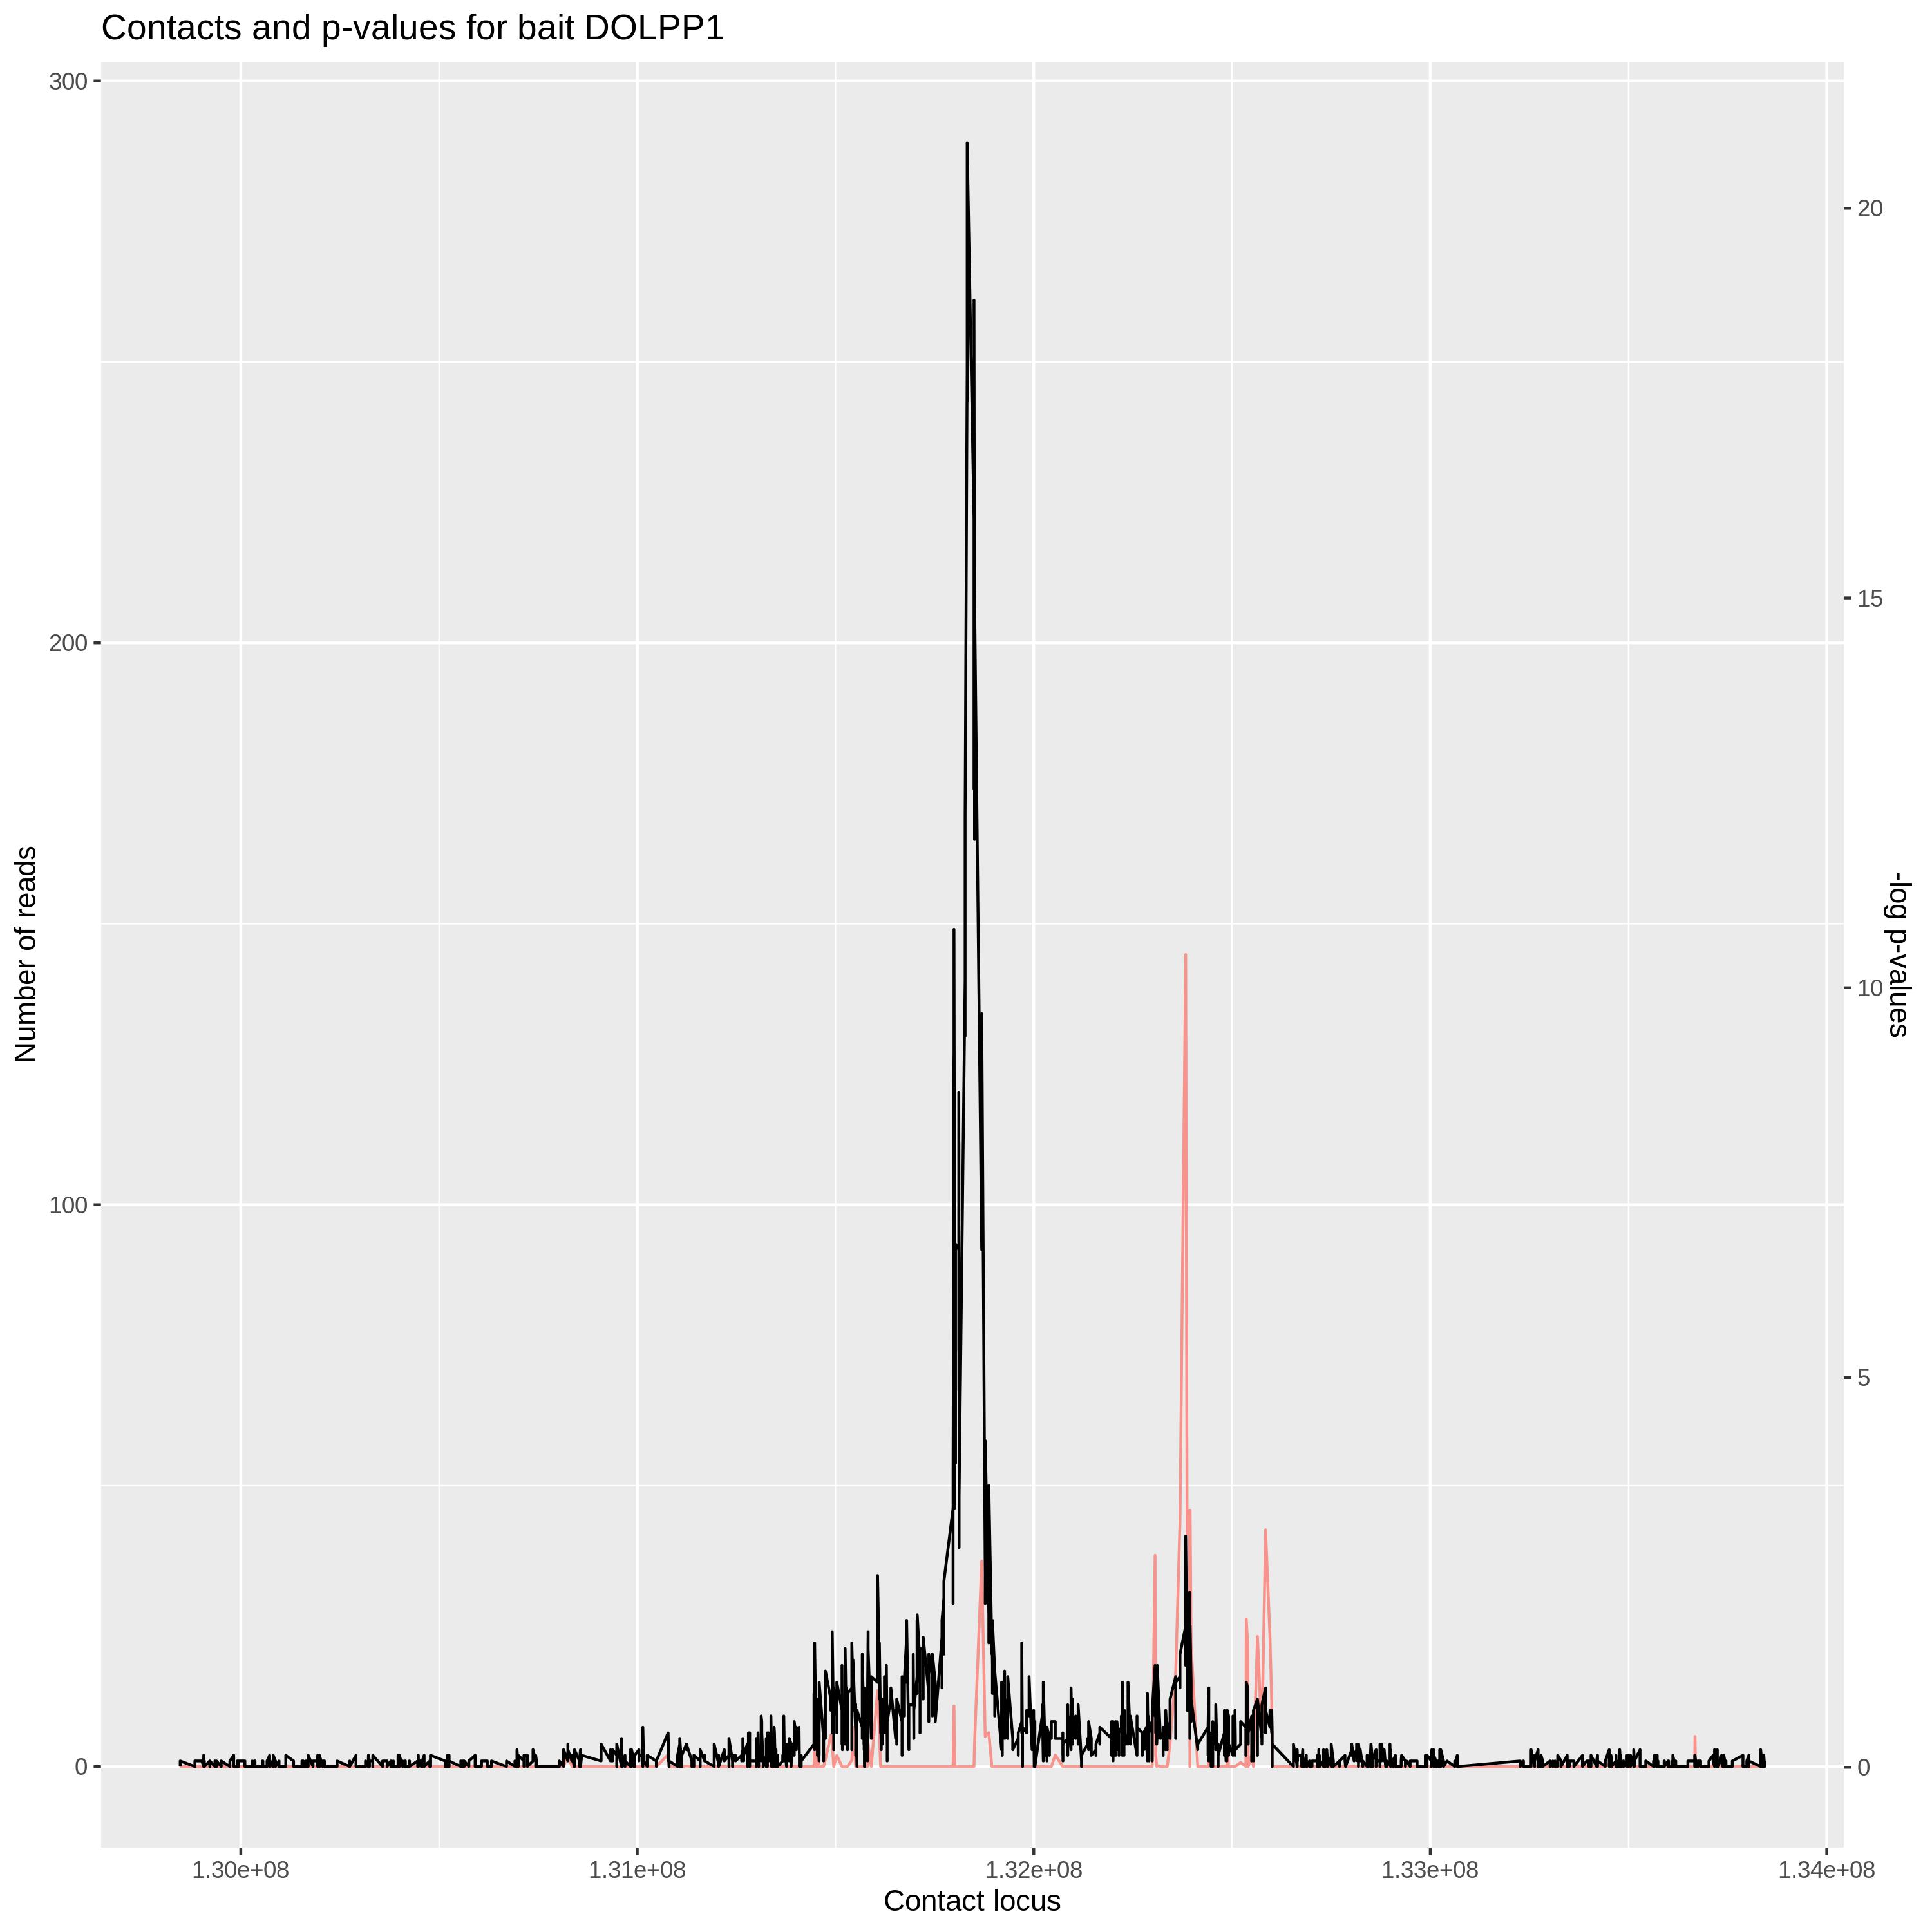 Contacts and p-values for bait DOLPP1
300
200
100
0
Number of reads
20
15
10
5
0
-log p-values
1.30e+08
1.31e+08
1.32e+08
1.33e+08
1.34e+08
Contact locus